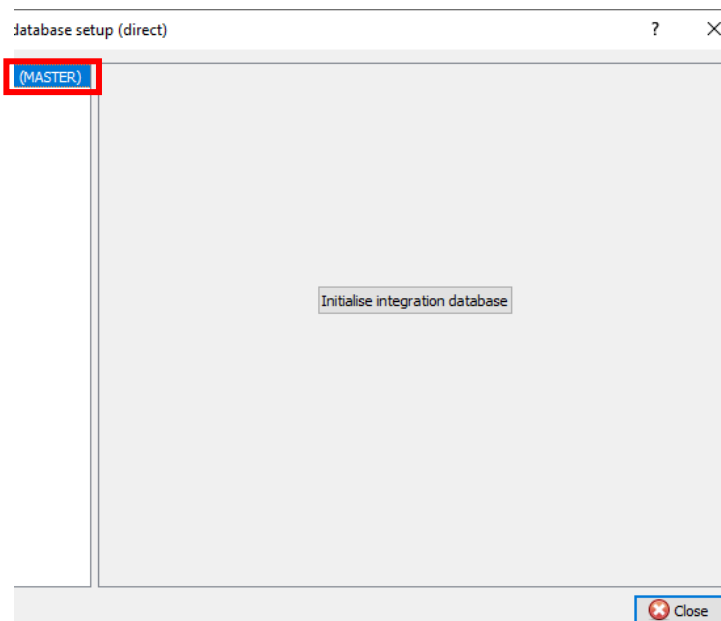 database setup (direct) ?
(MASTER)
Initialise integration database
Close